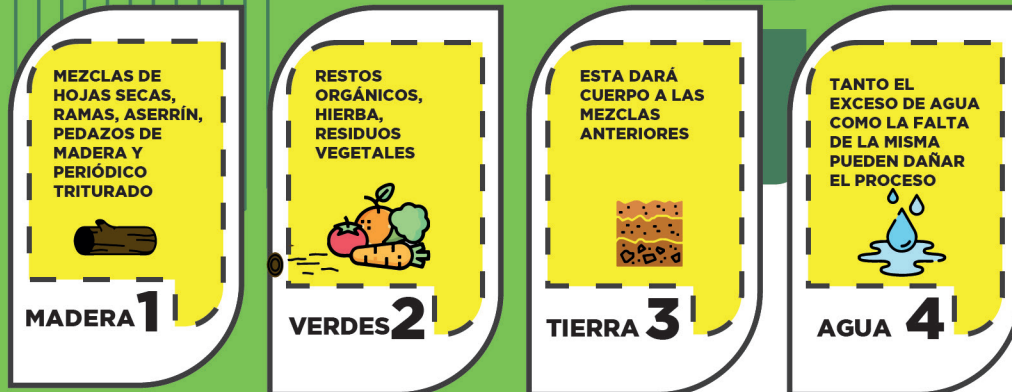 MEZCLAS DE
HOJAS SECAS,
RAMAS, ASERRÍN,
PEDAZOS DE
MADERA Y
PERIÓDICO
TRITURADO
MADERA 1
RESTOS
ORGÁNICOS,
HIERBA,
RESIDUOS
VEGETALES
VERDES 2
ESTA DARÁ
CUERPO A LAS
MEZCLAS
ANTERIORES
TIERRA 3
TANTO EL
EXCESO DE AGUA
COMO LA FALTA
DE LA MISMA
PUEDEN DAÑAR
EL PROCESO
AGUA 4